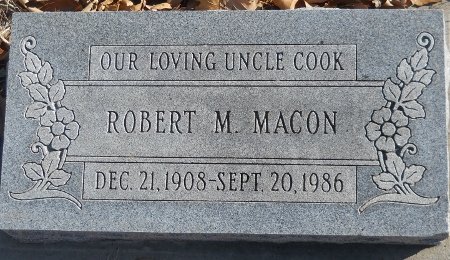 OUR LOVING UNCLE COOK
ROBERT M. MACON
DEC. 21, 1908-SEPT. 20, 1986